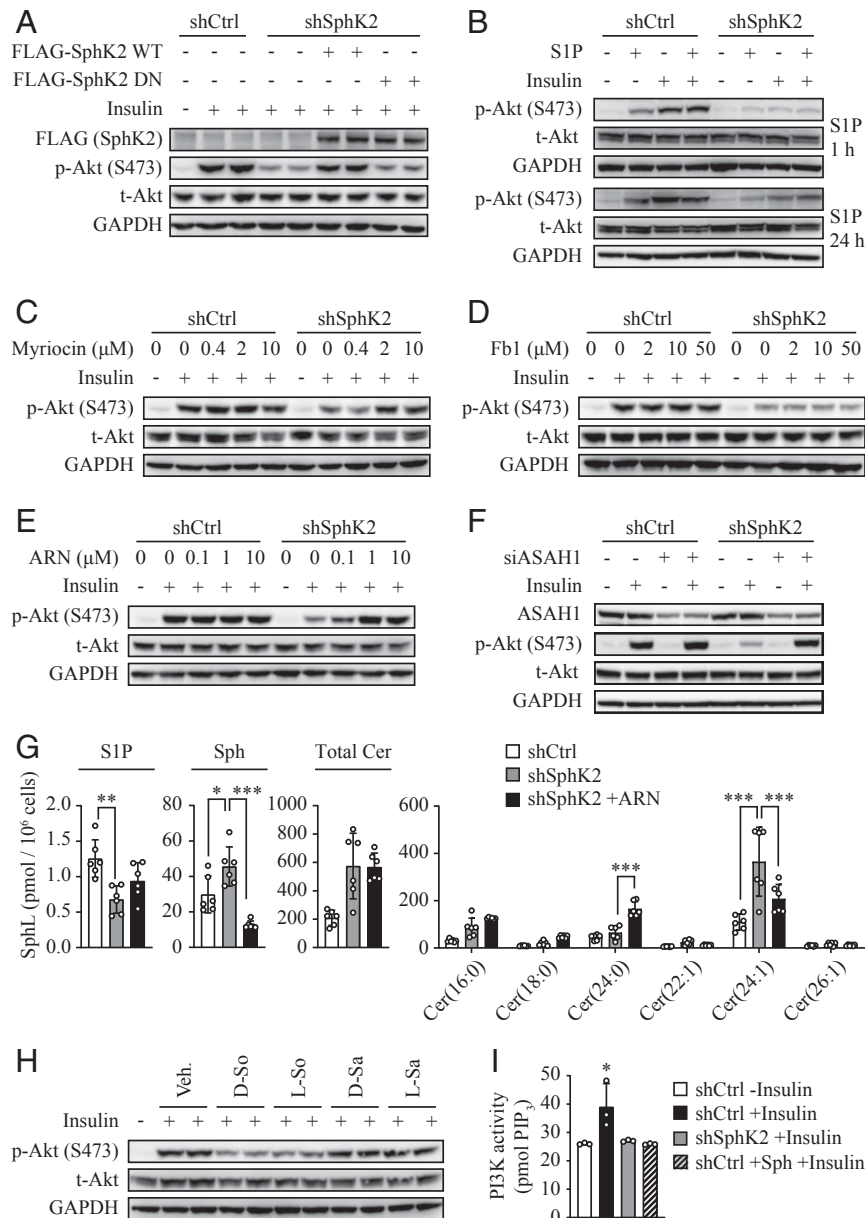 A
shCtrl shSphK2
FLAG-SphK2 WT - - - - - + + - -
FLAG-SphK2 DN - - - - - - - + +
Insulin - + + + + + + + +
FLAG (SphK2)
p-Akt (S473)
t-Akt
GAPDH
B
shCtrl shSphK2
S1P - + - + - + - +
Insulin - - + + - - + +
p-Akt (S473)
t-Akt
GAPDH
S1P
1 h
p-Akt (S473)
t-Akt
GAPDH
S1P
24 h
C
shCtrl shSphK2
Myriocin (μM) 0 0 0.4 2 10 0 0 0.4 2 10
Insulin - + + + + - + + + +
p-Akt (S473)
t-Akt
GAPDH
D
shCtrl shSphK2
Fb1 (μM) 0 0 2 10 50 0 0 2 10 50
Insulin - + + + + - + + + +
p-Akt (S473)
t-Akt
GAPDH
E
shCtrl shSphK2
ARN (μM) 0 0 0.1 1 10 0 0 0.1 1 10
Insulin - + + + + - + + + +
p-Akt (S473)
t-Akt
GAPDH
F
shCtrl shSphK2
siASAH1 - - + + - - + +
Insulin - + - + - + - +
ASAH1
p-Akt (S473)
t-Akt
GAPDH
G
SphL (pmol / 10⁶ cells)
S1P
2.0
1.5
1.0
0.5
0.0
**
Sph
80
60
40
20
0
* ***
Total Cer
1000
800
600
400
200
0
shCtrl
shSphK2
shSphK2 +ARN
600
400
200
0
***
*** ***
Cer(16:0)
Cer(18:0)
Cer(24:0)
Cer(22:1)
Cer(24:1)
Cer(26:1)
H
Veh. D-So L-So D-Sa L-Sa
Insulin - + + + + + + + + + +
p-Akt (S473)
t-Akt
GAPDH
I
PI3K activity
(pmol PIP₃)
50
40
30
20
10
0
*
shCtrl -Insulin
shCtrl +Insulin
shSphK2 +Insulin
shCtrl +Sph +Insulin